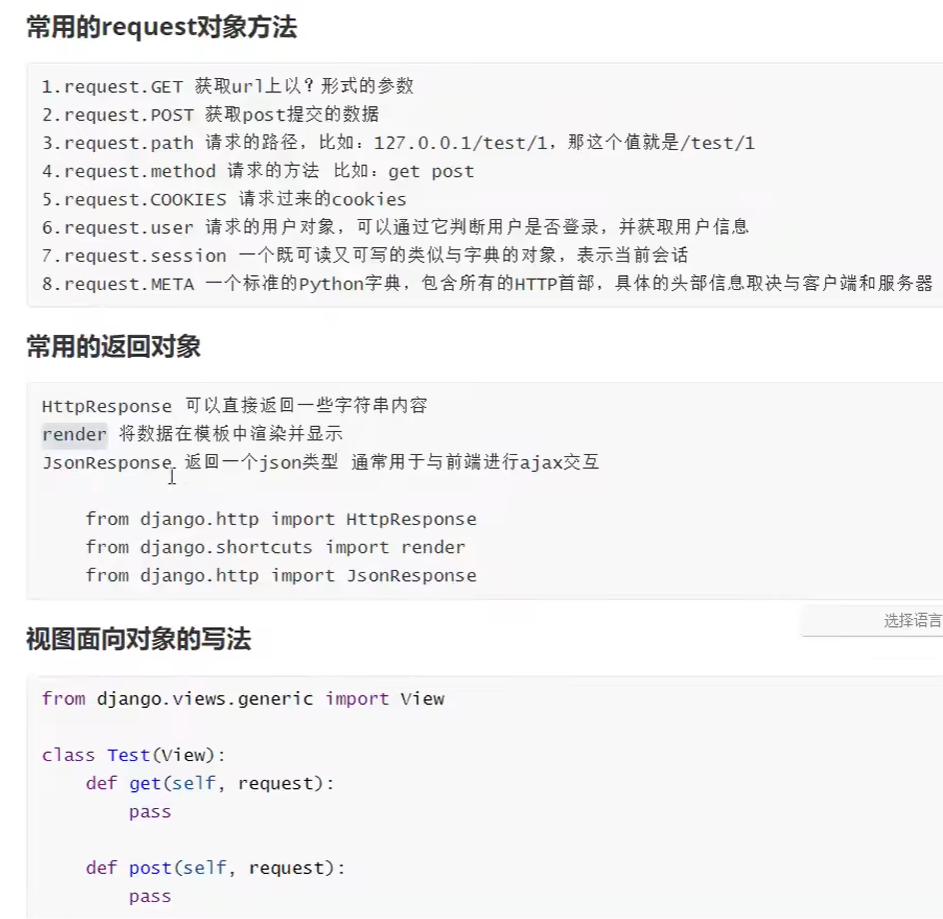 常用的request对象方法
1.request.GET 获取url上以？形式的参数
2.request.POST 获取post提交的数据
3.request.path 请求的路径，比如：127.0.0.1/test/1，那这个值就是/test/1
4.request.method 请求的方法 比如：get post
5.request.COOKIES 请求过来的cookies
6.request.user 请求的用户对象，可以通过它判断用户是否登录，并获取用户信息
7.request.session 一个既可读又可写的类似与字典的对象，表示当前会话
8.request.META 一个标准的Python字典，包含所有的HTTP首部，具体的头部信息取决与客户端和服务器
常用的返回对象
HttpResponse 可以直接返回一些字符串内容
render 将数据在模板中渲染并显示
JsonResponse 返回一个json类型 通常用于与前端进行ajax交互
from django.http import HttpResponse
from django.shortcuts import render
from django.http import JsonResponse
选择语言
视图面向对象的写法
from django.views.generic import View
class Test(View):
def get(self, request):
pass
def post(self, request):
pass